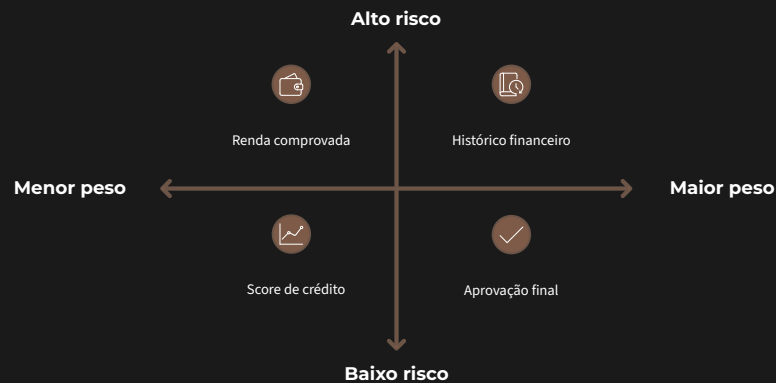 Alto risco
Renda comprovada
Histórico financeiro
Menor peso
Maior peso
Score de crédito
Aprovação final
Baixo risco